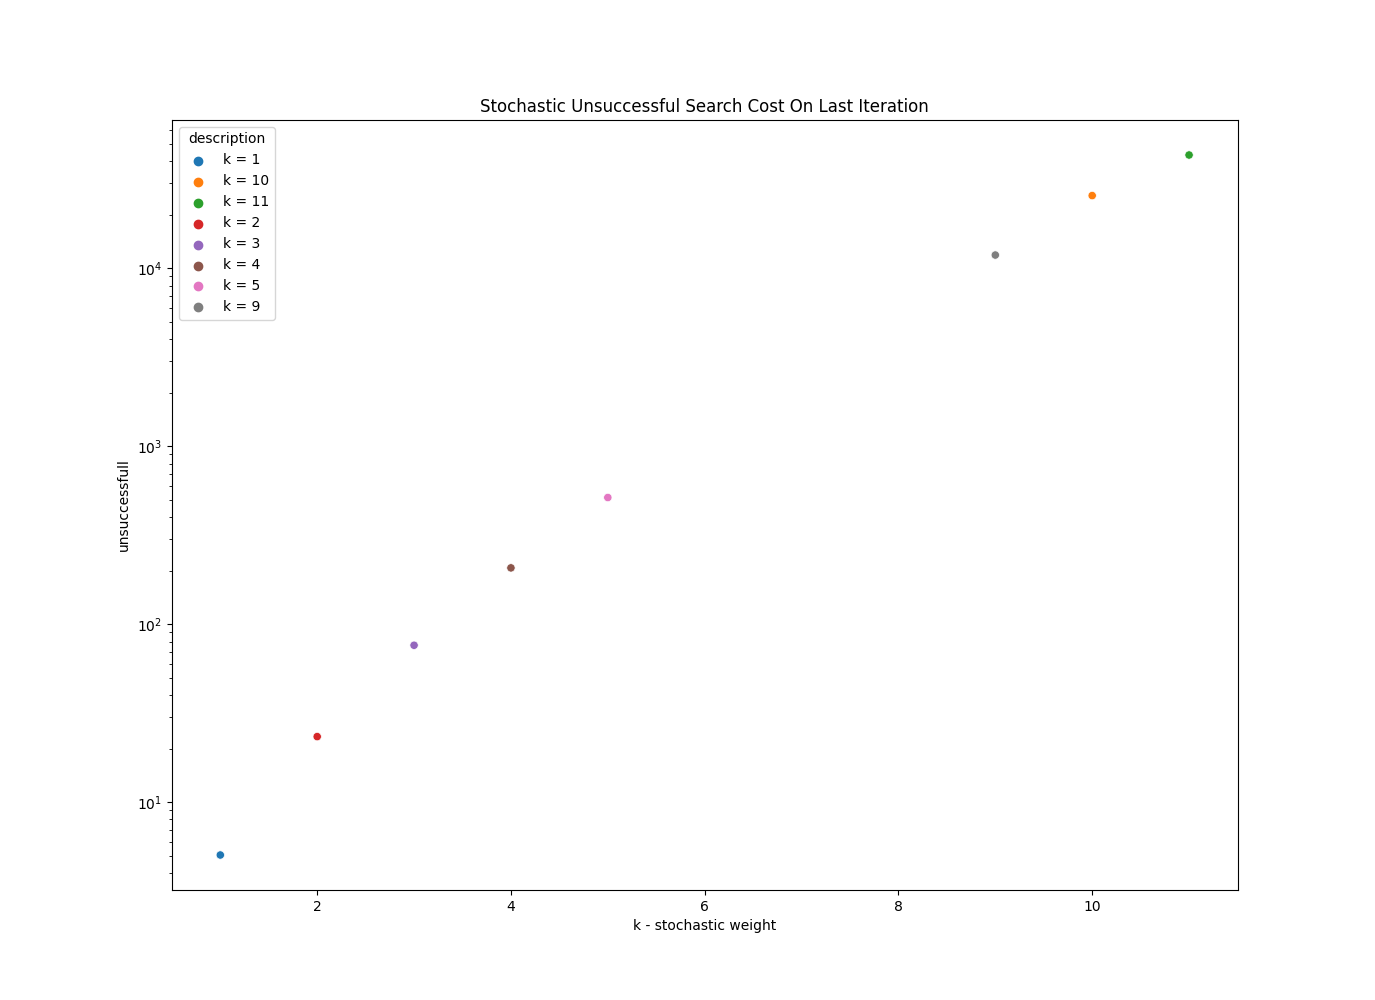 Stochastic Unsuccessful Search Cost On Last Iteration
description
k = 1
k = 10
k = 11
k = 2
k = 3
k = 4
k = 5
k = 9
10⁴
10³
10²
10¹
unsuccessfull
2 4 6 8 10
k - stochastic weight